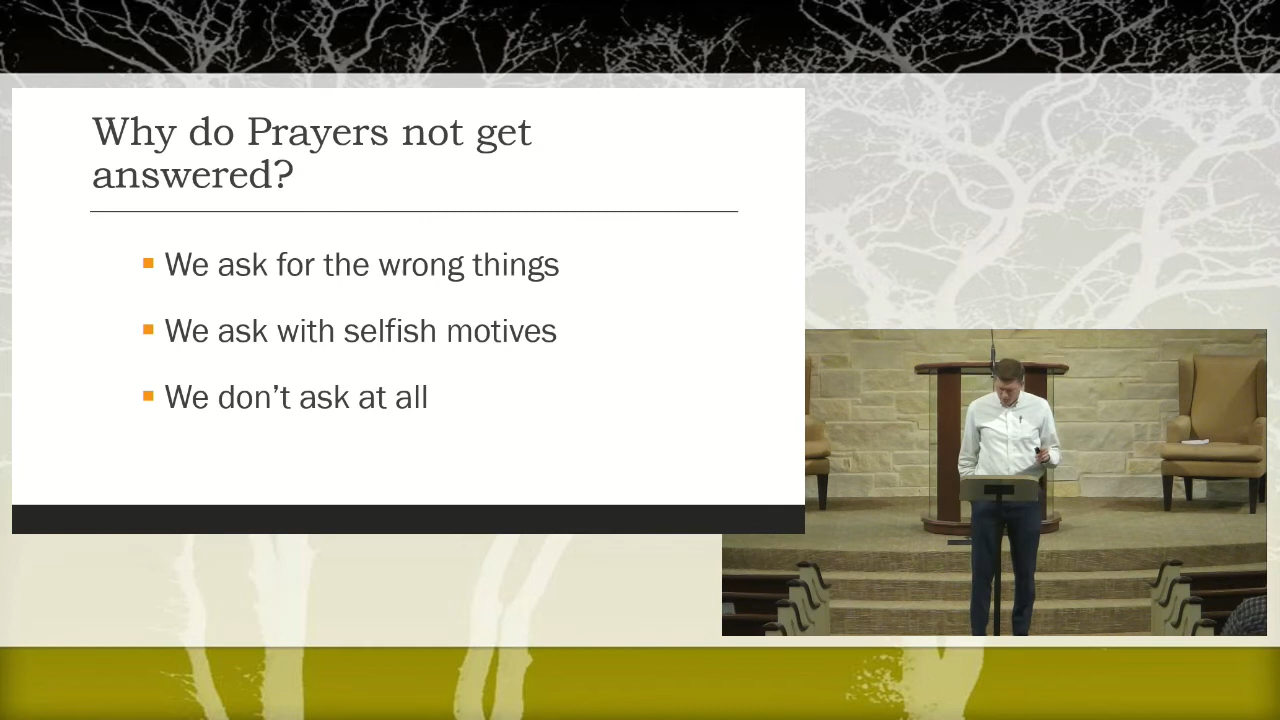 Why do Prayers not get
answered?
We ask for the wrong things
We ask with selfish motives
We don’t ask at all